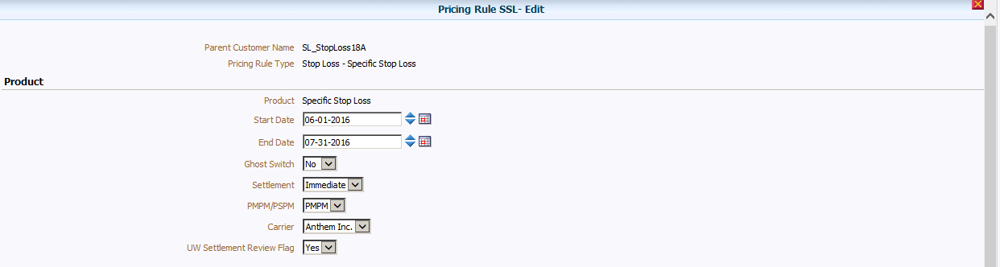 Pricing Rule SSL- Edit
Parent Customer Name SL_StopLoss18A
Pricing Rule Type Stop Loss - Specific Stop Loss
Product
Product Specific Stop Loss
Start Date 06-01-2016
End Date 07-31-2016
Ghost Switch No
Settlement Immediate
PMPM/PSPM PMPM
Carrier Anthem Inc.
UW Settlement Review Flag Yes